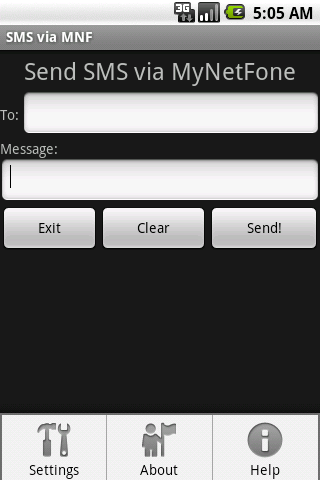 3G 5:05 AM
SMS via MNF
Send SMS via MyNetFone
To:
Message:
Exit Clear Send!
Settings About Help